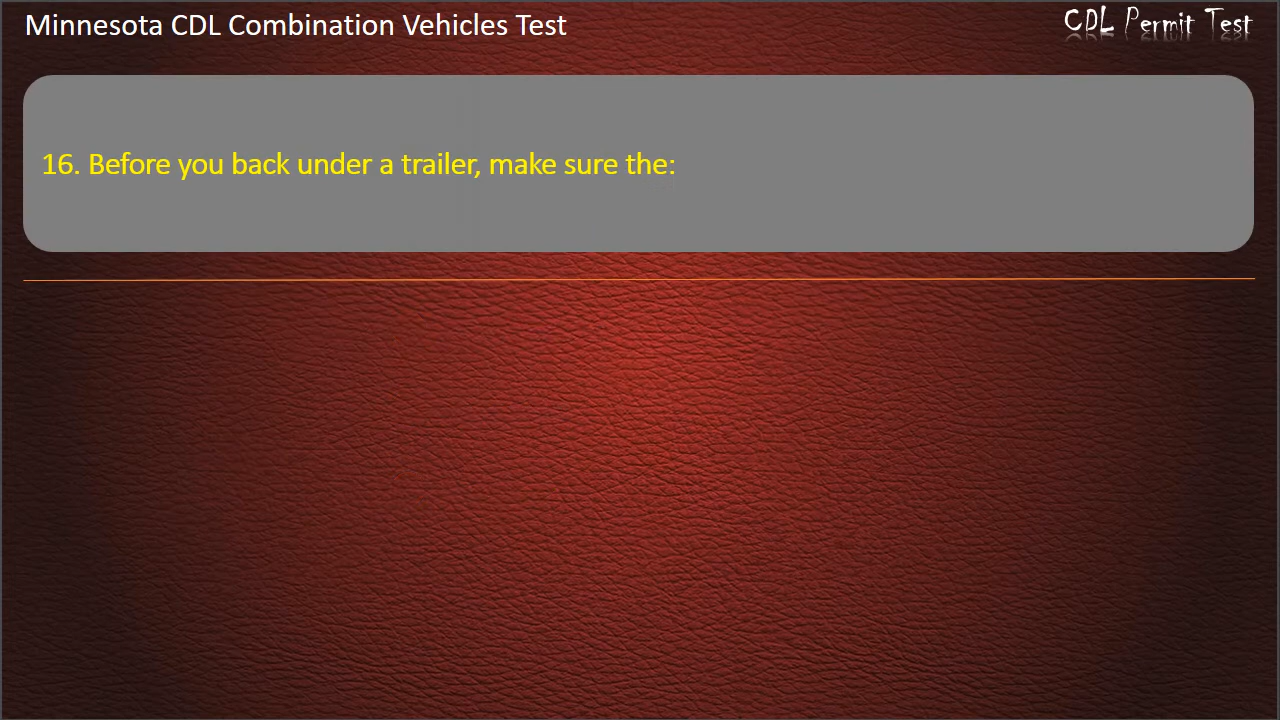 Minnesota CDL Combination Vehicles Test
CDL Permit Test
16. Before you back under a trailer, make sure the: